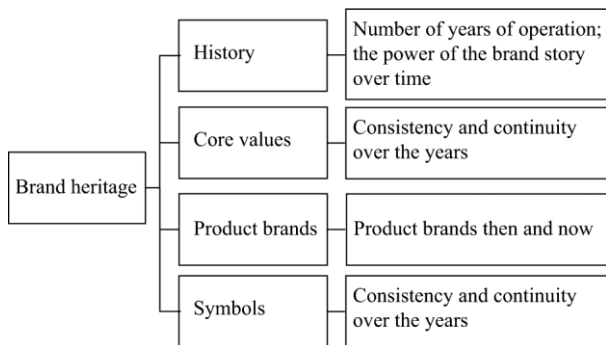 Brand heritage
History
Number of years of operation;
the power of the brand story
over time
Core values
Consistency and continuity
over the years
Product brands
Product brands then and now
Symbols
Consistency and continuity
over the years